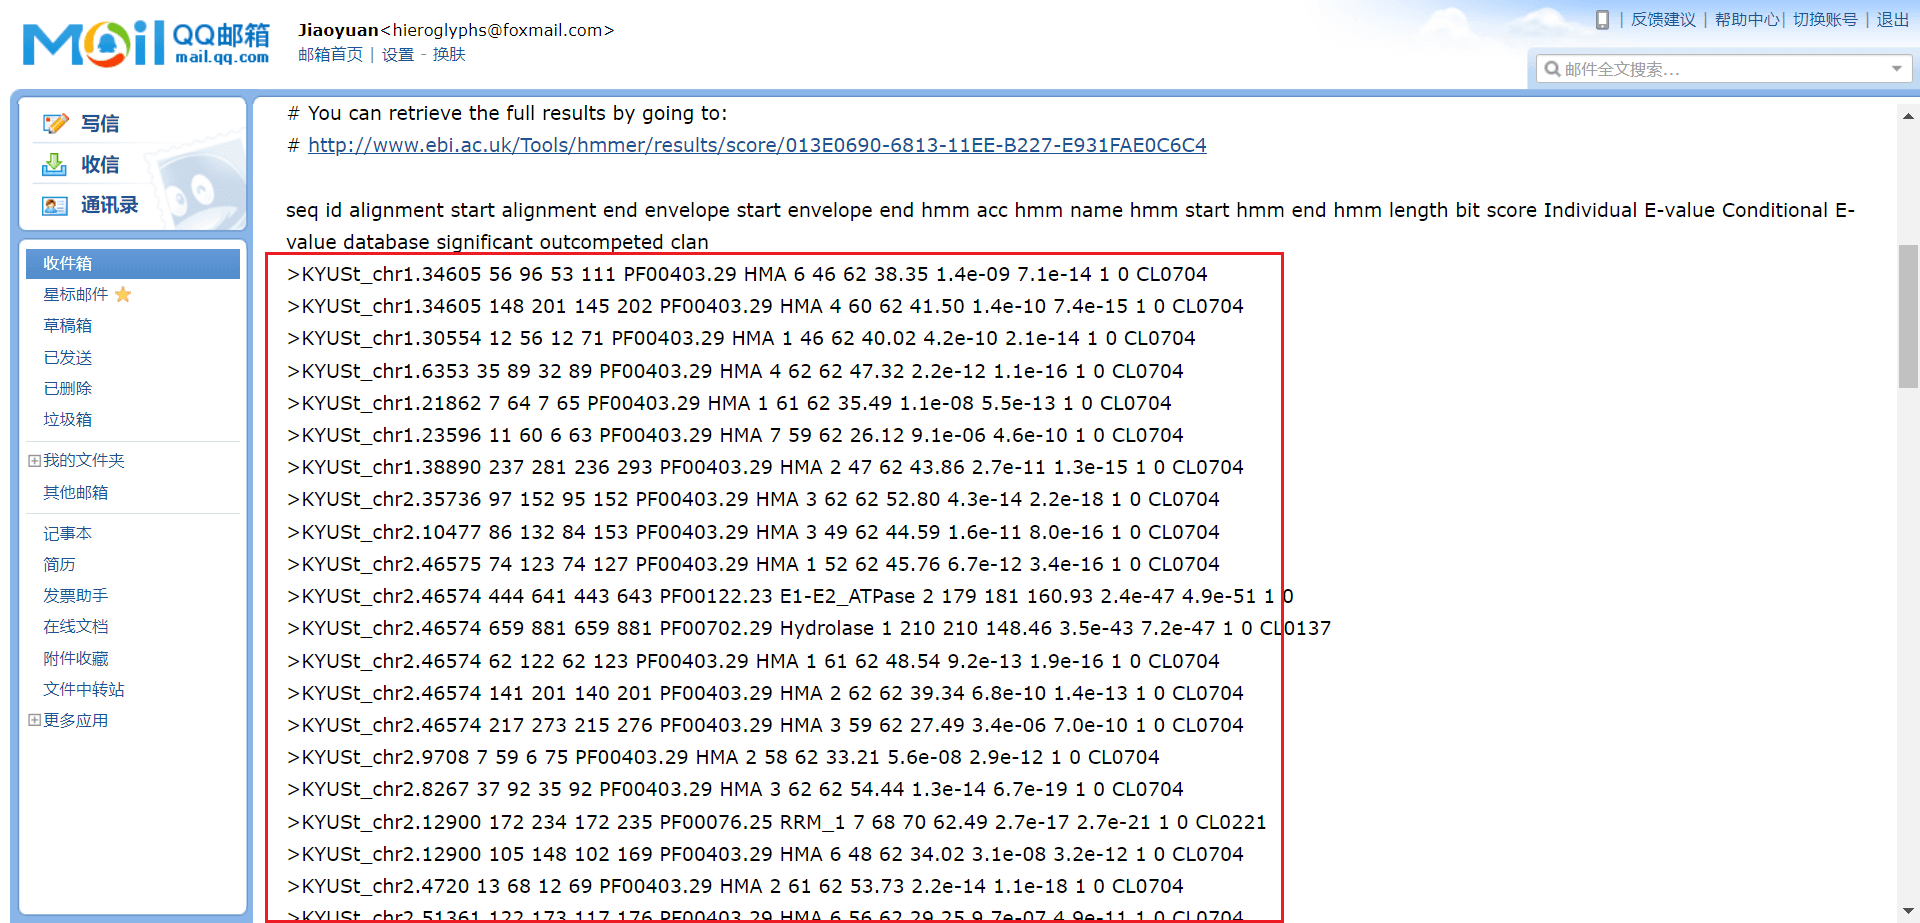 Mail QQ邮箱
mail.qq.com
Jiaoyuan<hieroglyphs@foxmail.com>
邮箱首页 | 设置 - 换肤
| 反馈建议 | 帮助中心 | 切换账号 | 退出
邮件全文搜索...
写信
收信
通讯录
收件箱
星标邮件
草稿箱
已发送
已删除
垃圾箱
我的文件夹
其他邮箱
记事本
简历
发票助手
在线文档
附件收藏
文件中转站
更多应用
# You can retrieve the full results by going to:
# http://www.ebi.ac.uk/Tools/hmmer/results/score/013E0690-6813-11EE-B227-E931FAE0C6C4
seq id alignment start alignment end envelope start envelope end hmm acc hmm name hmm start hmm end hmm length bit score Individual E-value Conditional E-
value database significant outcompeted clan
>KYUSt_chr1.34605 56 96 53 111 PF00403.29 HMA 6 46 62 38.35 1.4e-09 7.1e-14 1 0 CL0704
>KYUSt_chr1.34605 148 201 145 202 PF00403.29 HMA 4 60 62 41.50 1.4e-10 7.4e-15 1 0 CL0704
>KYUSt_chr1.30554 12 56 12 71 PF00403.29 HMA 1 46 62 40.02 4.2e-10 2.1e-14 1 0 CL0704
>KYUSt_chr1.6353 35 89 32 89 PF00403.29 HMA 4 62 62 47.32 2.2e-12 1.1e-16 1 0 CL0704
>KYUSt_chr1.21862 7 64 7 65 PF00403.29 HMA 1 61 62 35.49 1.1e-08 5.5e-13 1 0 CL0704
>KYUSt_chr1.23596 11 60 6 63 PF00403.29 HMA 7 59 62 26.12 9.1e-06 4.6e-10 1 0 CL0704
>KYUSt_chr1.38890 237 281 236 293 PF00403.29 HMA 2 47 62 43.86 2.7e-11 1.3e-15 1 0 CL0704
>KYUSt_chr2.35736 97 152 95 152 PF00403.29 HMA 3 62 62 52.80 4.3e-14 2.2e-18 1 0 CL0704
>KYUSt_chr2.10477 86 132 84 153 PF00403.29 HMA 3 49 62 44.59 1.6e-11 8.0e-16 1 0 CL0704
>KYUSt_chr2.46575 74 123 74 127 PF00403.29 HMA 1 52 62 45.76 6.7e-12 3.4e-16 1 0 CL0704
>KYUSt_chr2.46574 444 641 443 643 PF00122.23 E1-E2_ATPase 2 179 181 160.93 2.4e-47 4.9e-51 1 0
>KYUSt_chr2.46574 659 881 659 881 PF00702.29 Hydrolase 1 210 210 148.46 3.5e-43 7.2e-47 1 0 CL0137
>KYUSt_chr2.46574 62 122 62 123 PF00403.29 HMA 1 61 62 48.54 9.2e-13 1.9e-16 1 0 CL0704
>KYUSt_chr2.46574 141 201 140 201 PF00403.29 HMA 2 62 62 39.34 6.8e-10 1.4e-13 1 0 CL0704
>KYUSt_chr2.46574 217 273 215 276 PF00403.29 HMA 3 59 62 27.49 3.4e-06 7.0e-10 1 0 CL0704
>KYUSt_chr2.9708 7 59 6 75 PF00403.29 HMA 2 58 62 33.21 5.6e-08 2.9e-12 1 0 CL0704
>KYUSt_chr2.8267 37 92 35 92 PF00403.29 HMA 3 62 62 54.44 1.3e-14 6.7e-19 1 0 CL0704
>KYUSt_chr2.12900 172 234 172 235 PF00076.25 RRM_1 7 68 70 62.49 2.7e-17 2.7e-21 1 0 CL0221
>KYUSt_chr2.12900 105 148 102 169 PF00403.29 HMA 6 48 62 34.02 3.1e-08 3.2e-12 1 0 CL0704
>KYUSt_chr2.4720 13 68 12 69 PF00403.29 HMA 2 61 62 53.73 2.2e-14 1.1e-18 1 0 CL0704
>KYUSt_chr2.51361 122 173 117 176 PF00403.29 HMA 6 56 62 29.25 9.7e-07 4.9e-11 1 0 CL0704